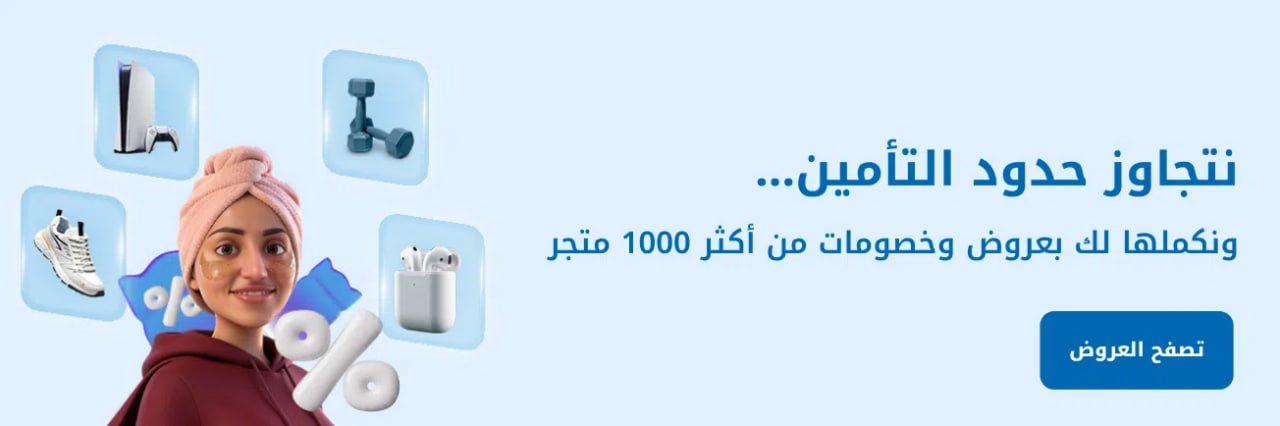 نتجاوز حدود التأمين...
ونكملها لك بعروض وخصومات من أكثر 1000 متجر
تصفح العروض
%
%